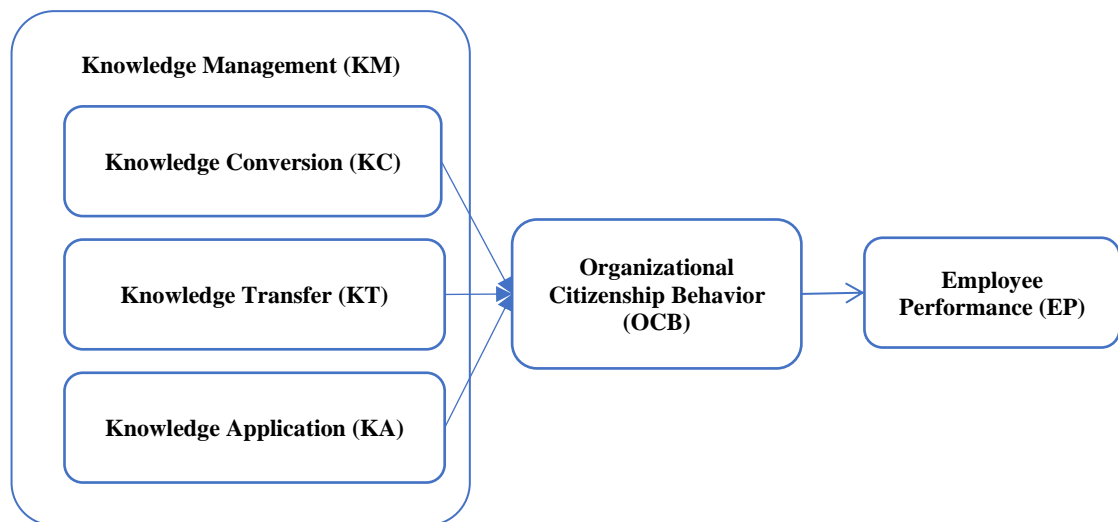 Knowledge Management (KM)
Knowledge Conversion (KC)
Knowledge Transfer (KT)
Knowledge Application (KA)
Organizational
Citizenship Behavior
(OCB)
Employee
Performance (EP)